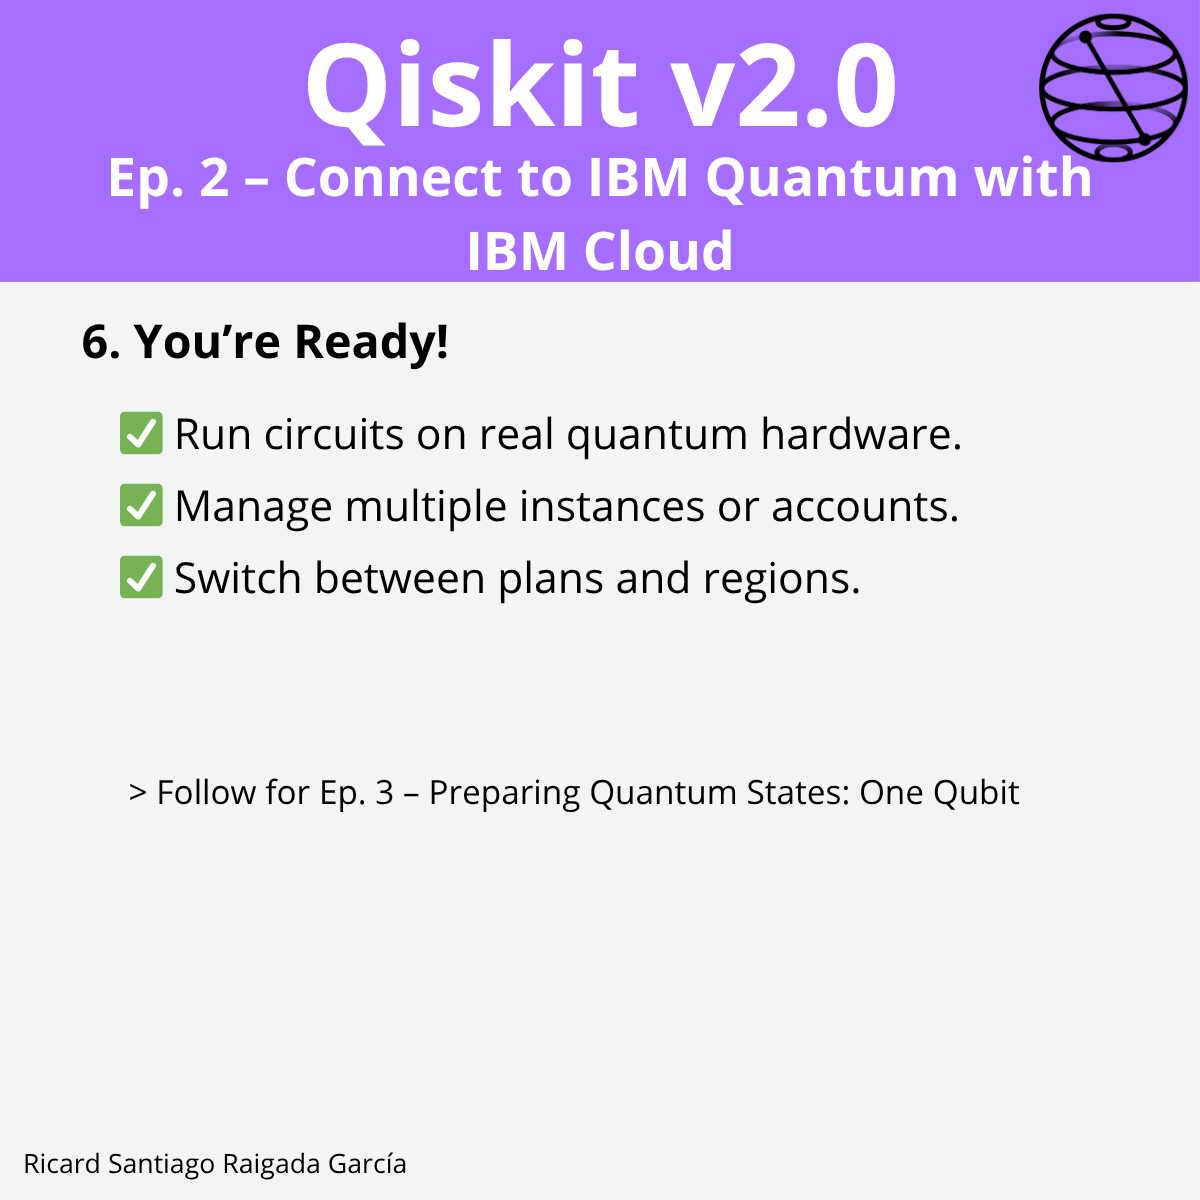 Qiskit v2.0
Ep. 2 – Connect to IBM Quantum with
IBM Cloud
6. You’re Ready!
✅ Run circuits on real quantum hardware.
✅ Manage multiple instances or accounts.
✅ Switch between plans and regions.
> Follow for Ep. 3 – Preparing Quantum States: One Qubit
Ricard Santiago Raigada García